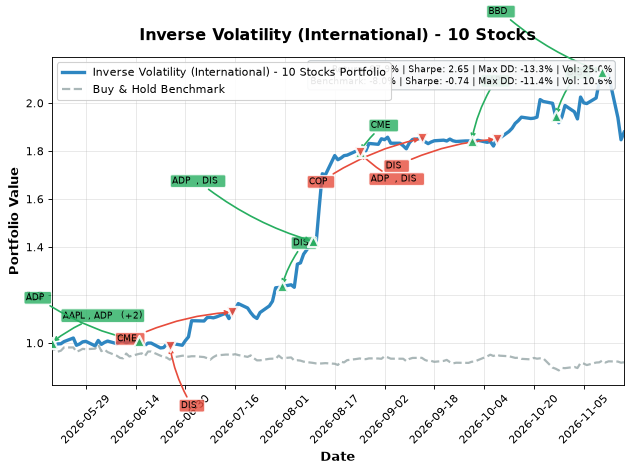 BBD
Inverse Volatility (International) - 10 Stocks
Inverse Volatility (International) - 10 Stocks Portfolio
Buy & Hold Benchmark
% | Sharpe: 2.65 | Max DD: -13.3% | Vol: 25.0%
| Sharpe: -0.74 | Max DD: -11.4% | Vol: 10.6%
CME
COP
DIS
ADP , DIS
ADP , DIS
DIS
ADP
AAPL , ADP (+2)
CME
DIS
Portfolio Value
2.0
1.8
1.6
1.4
1.2
1.0
2026-05-29
2026-06-14
2026-07-16
2026-08-01
2026-08-17
2026-09-02
2026-09-18
2026-10-04
2026-10-20
2026-11-05
Date